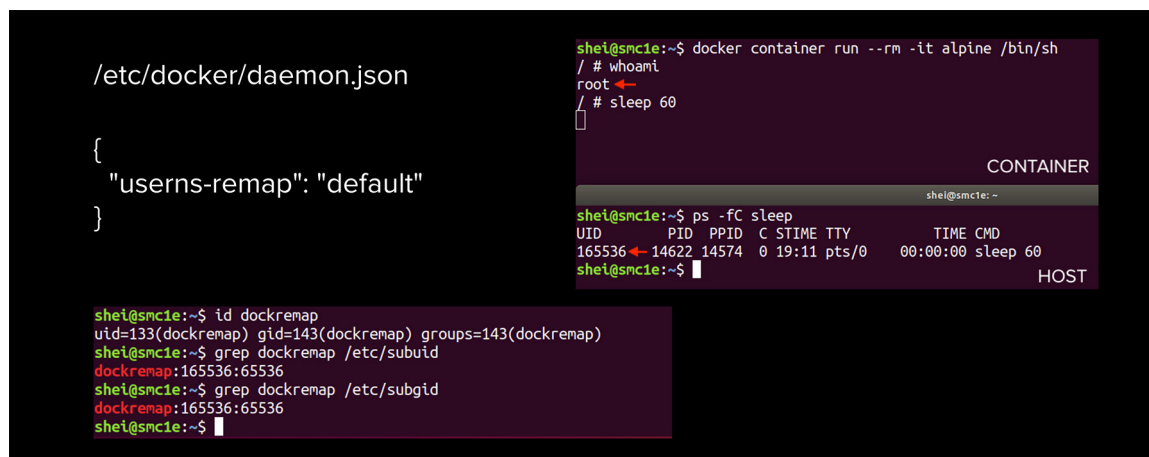 /etc/docker/daemon.json
{
"userns-remap": "default"
}
shei@smc1e:~$ docker container run --rm -it alpine /bin/sh
/ # whoami
root
/ # sleep 60
CONTAINER
shei@smc1e: ~
shei@smc1e:~$ ps -fC sleep
UID        PID  PPID  C STIME TTY          TIME CMD
165536   14622 14574  0 19:11 pts/0    00:00:00 sleep 60
shei@smc1e:~$
HOST
shei@smc1e:~$ id dockremap
uid=133(dockremap) gid=143(dockremap) groups=143(dockremap)
shei@smc1e:~$ grep dockremap /etc/subuid
dockremap:165536:65536
shei@smc1e:~$ grep dockremap /etc/subgid
dockremap:165536:65536
shei@smc1e:~$